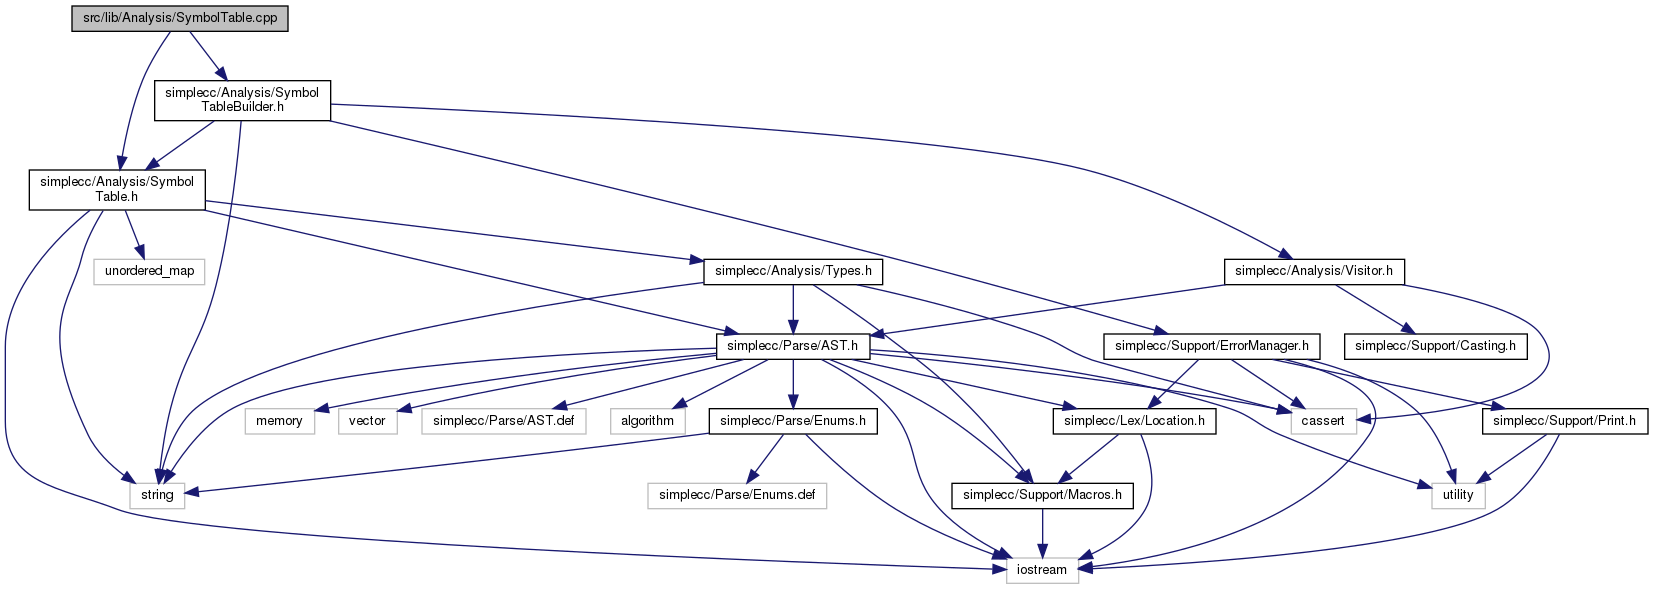 src/lib/Analysis/SymbolTable.cpp
simplecc/Analysis/Symbol
TableBuilder.h
simplecc/Analysis/Symbol
Table.h
unordered_map
simplecc/Analysis/Types.h
simplecc/Analysis/Visitor.h
simplecc/Parse/AST.h
simplecc/Support/ErrorManager.h
simplecc/Support/Casting.h
memory
vector
simplecc/Parse/AST.def
algorithm
simplecc/Parse/Enums.h
simplecc/Lex/Location.h
cassert
simplecc/Support/Print.h
string
simplecc/Parse/Enums.def
simplecc/Support/Macros.h
utility
iostream